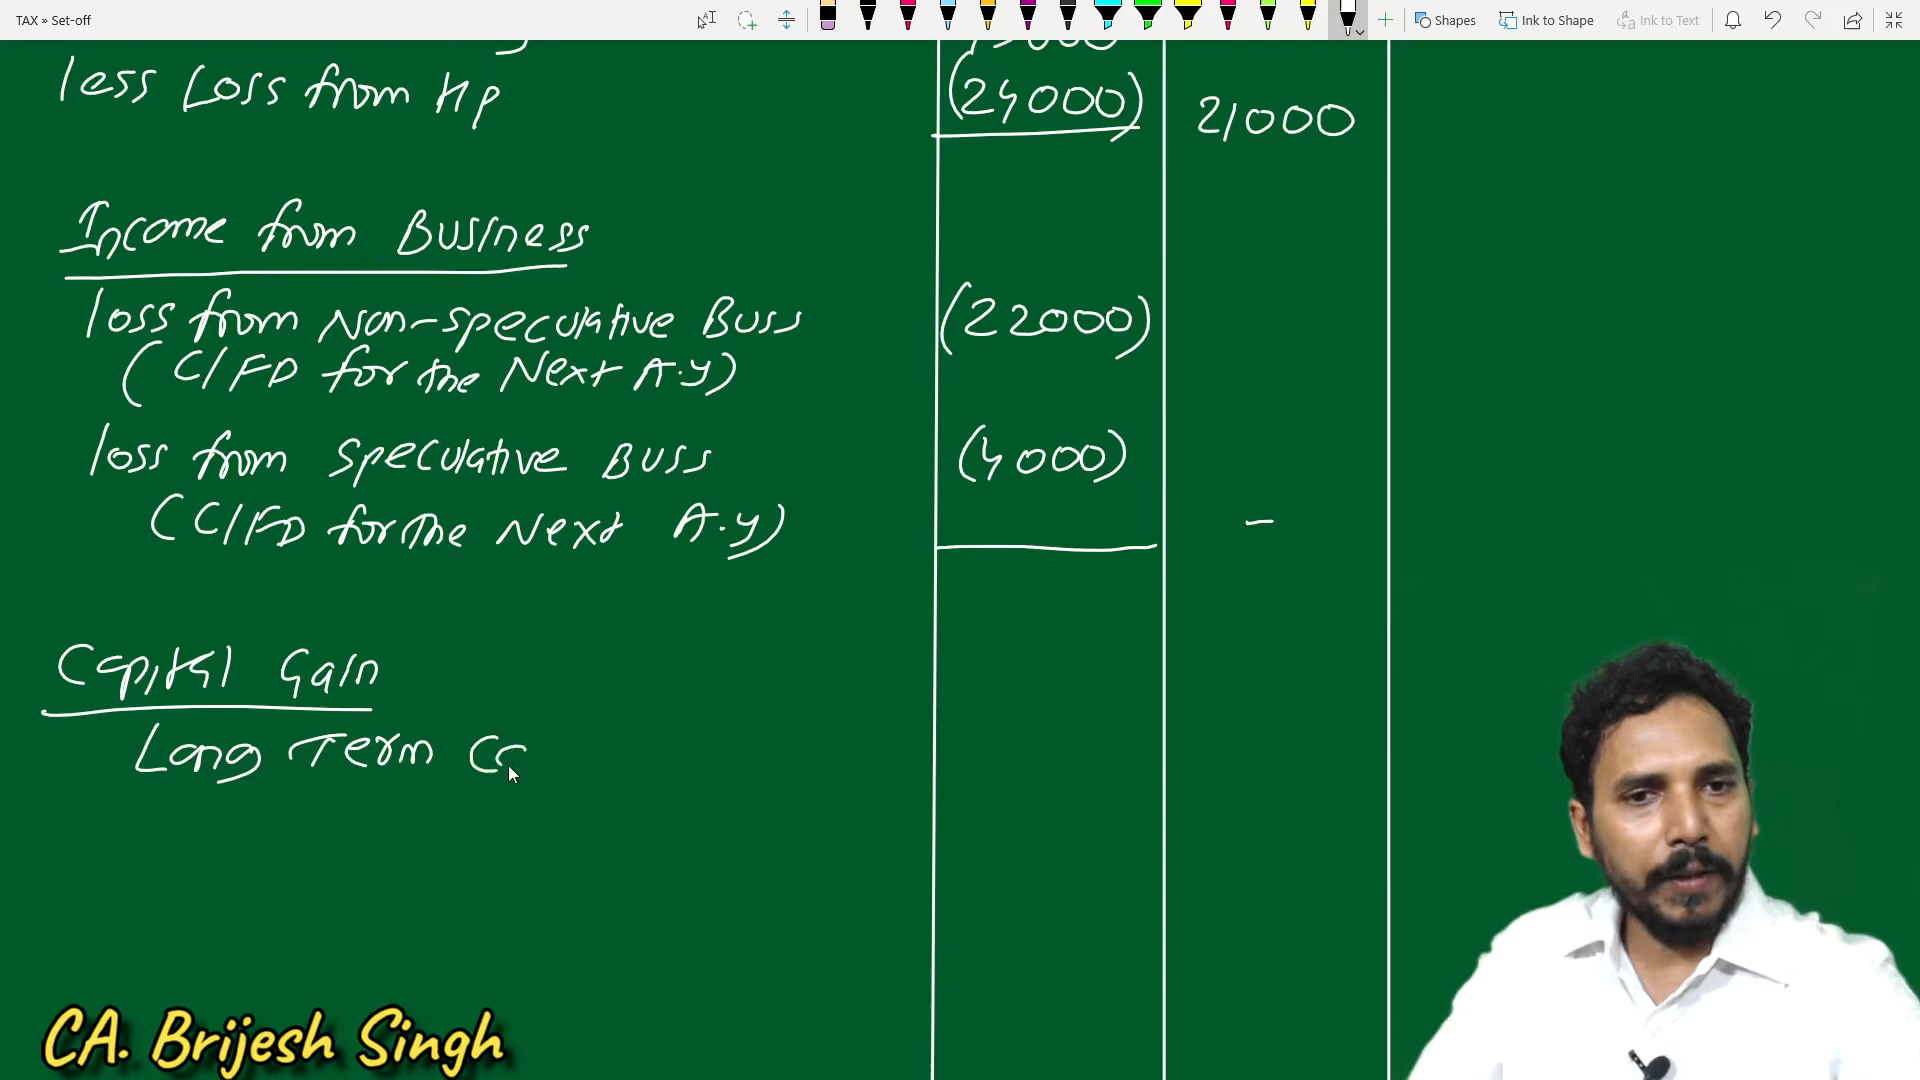 TAX » Set-off
Shapes
Ink to Shape
Ink to Text
less Loss from HP (24000) 21000
Income from Business
loss from Non-speculative Buss (22000)
(C/FD for the Next A.Y)
loss from speculative Buss (4000)
(C/FD for the Next A.Y) -
Capital Gain
Long Term
CA. Brijesh Singh